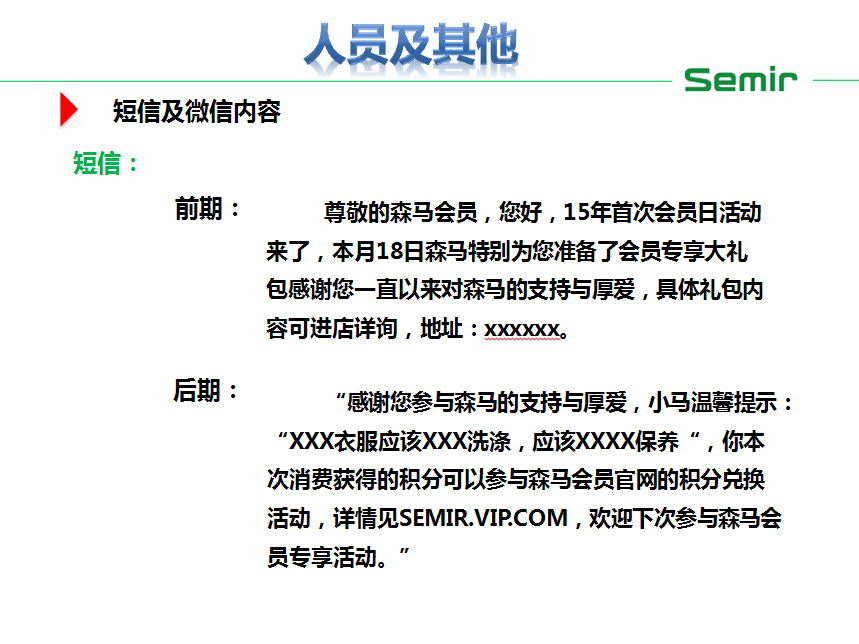 人员及其他
Semir
短信及微信内容
短信：
前期：
尊敬的森马会员，您好，15年首次会员日活动
来了，本月18日森马特别为您准备了会员专享大礼
包感谢您一直以来对森马的支持与厚爱，具体礼包内
容可进店详询，地址：xxxxxx。
后期：
“感谢您参与森马的支持与厚爱，小马温馨提示：
“XXX衣服应该XXX洗涤，应该XXXX保养“，你本
次消费获得的积分可以参与森马会员官网的积分兑换
活动，详情见SEMIR.VIP.COM，欢迎下次参与森马会
员专享活动。”